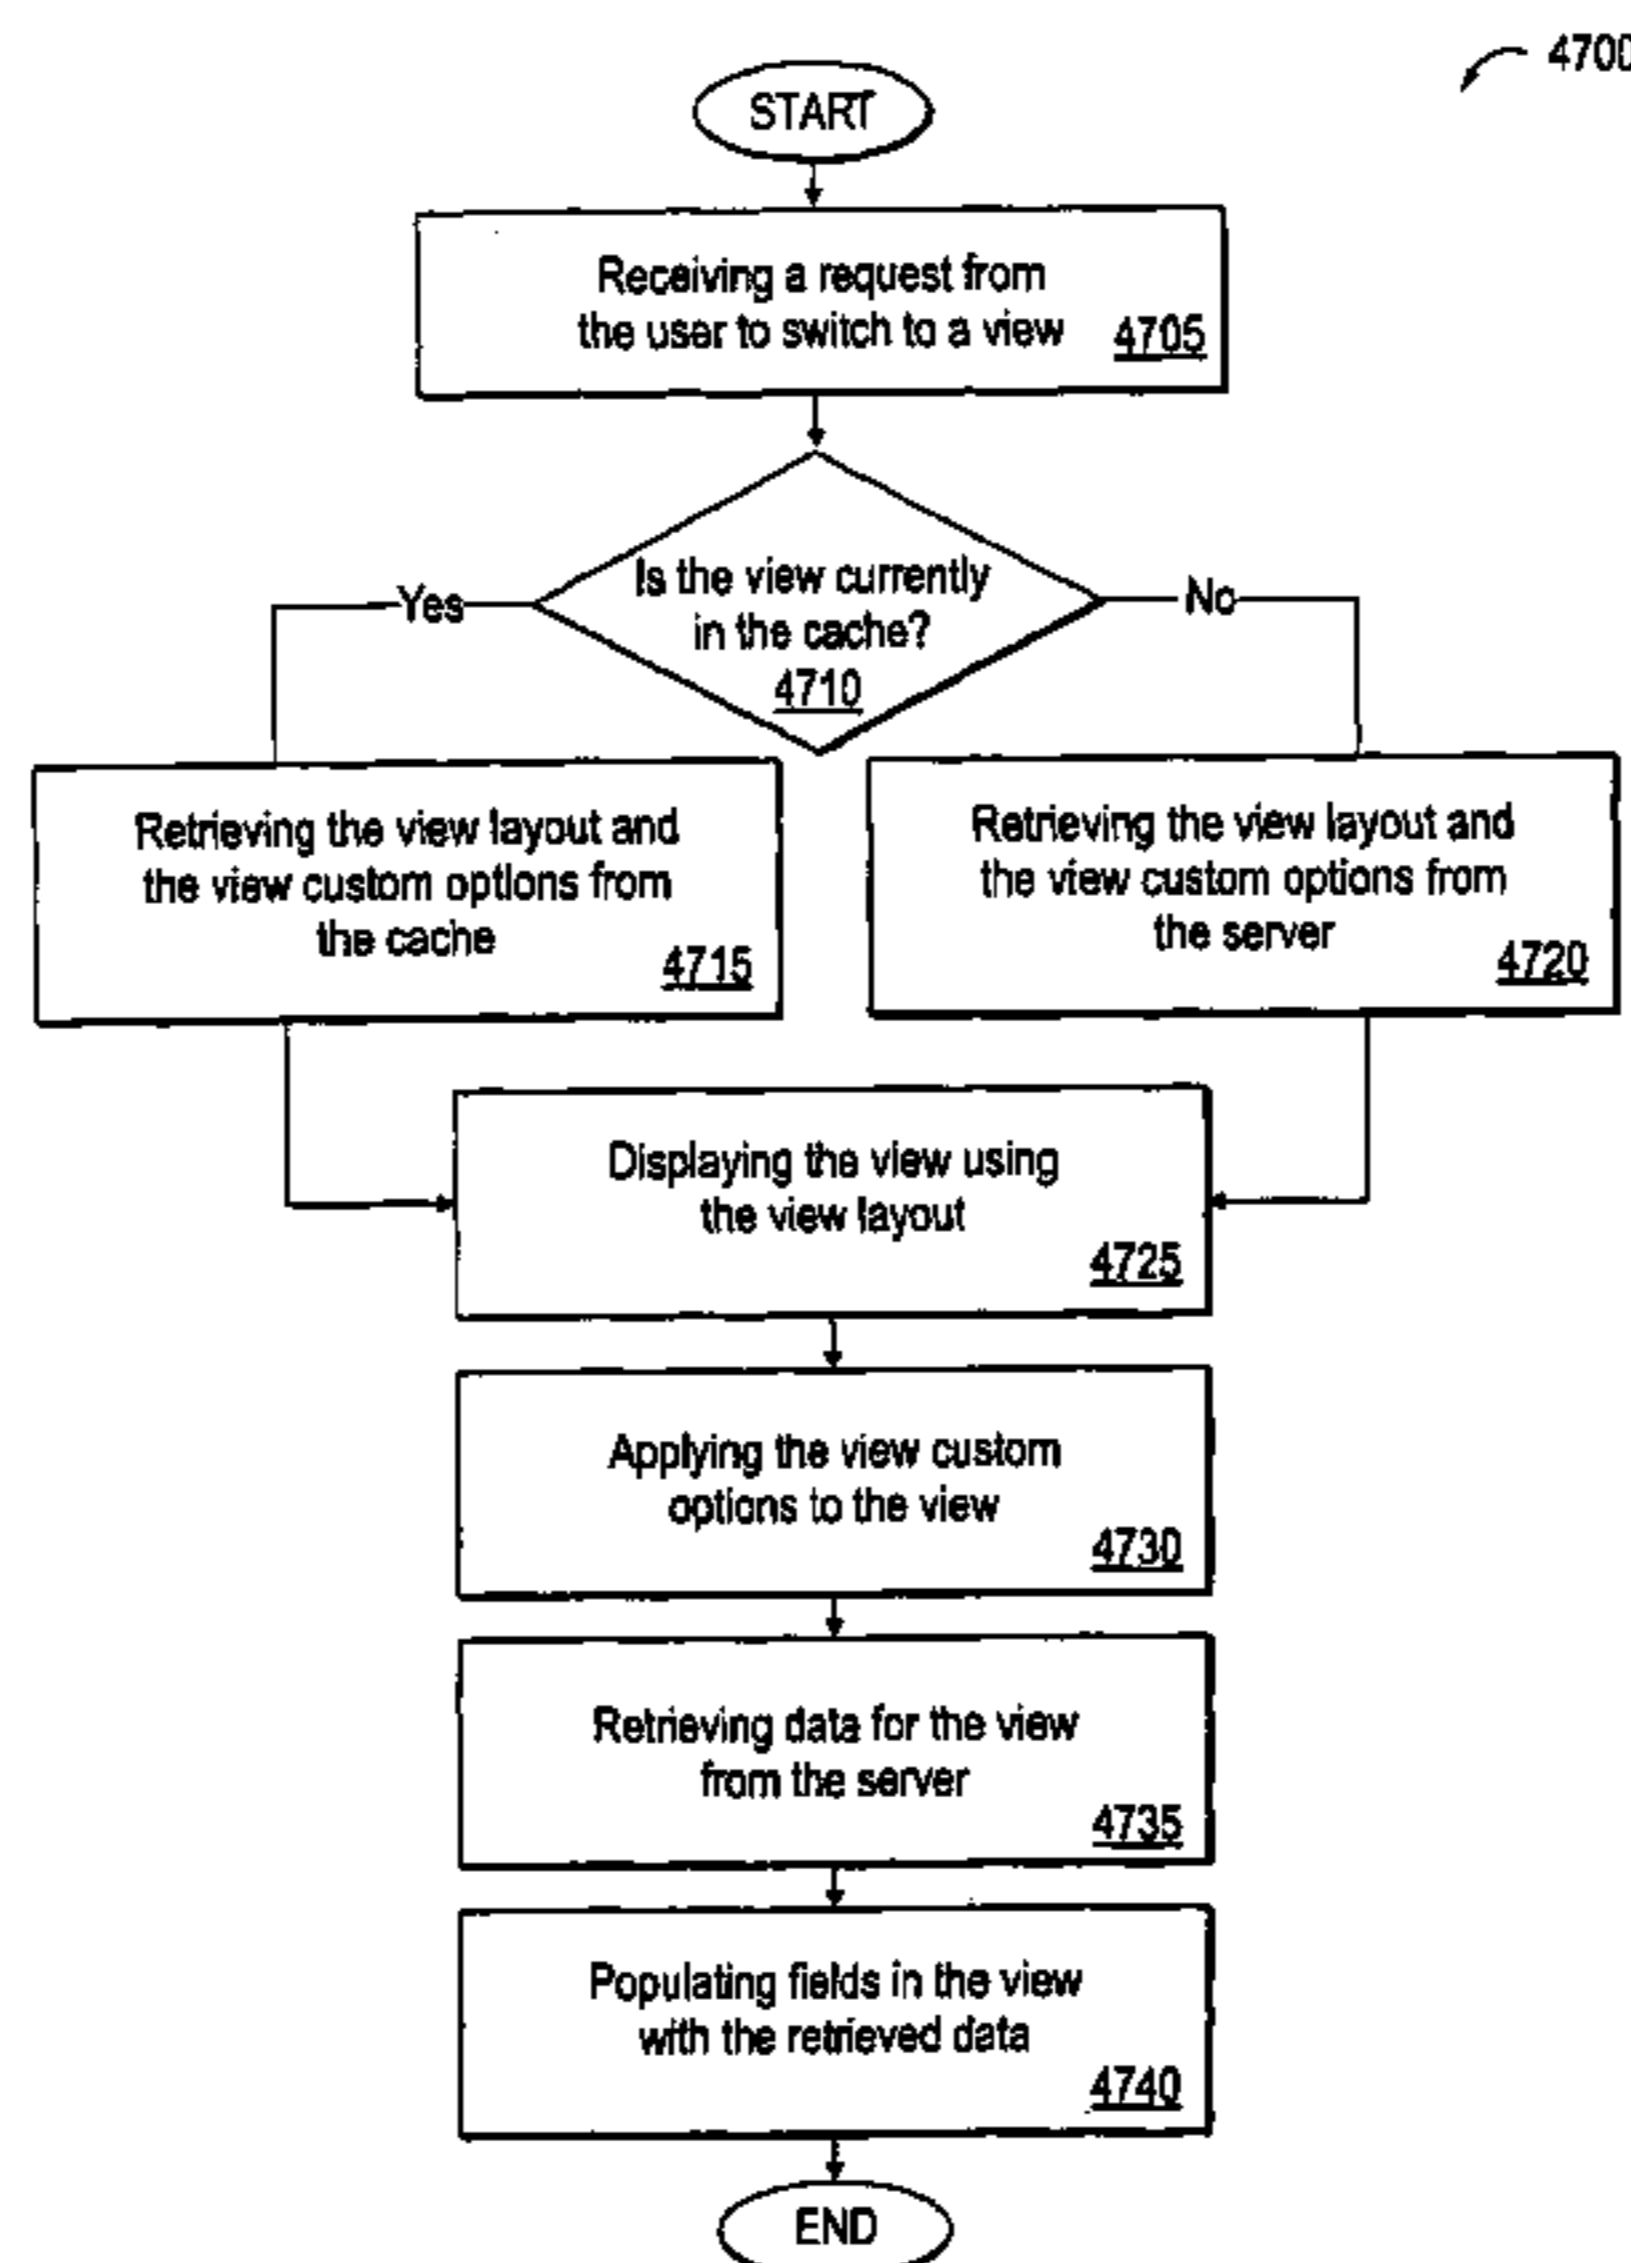 4700
START
Receiving a request from
the user to switch to a view
4705
Is the view currently
in the cache?
4710
Yes
No
Retrieving the view layout and
the view custom options from
the cache
4715
Retrieving the view layout and
the view custom options from
the server
4720
Displaying the view using
the view layout
4725
Applying the view custom
options to the view
4730
Retrieving data for the view
from the server
4735
Populating fields in the view
with the retrieved data
4740
END